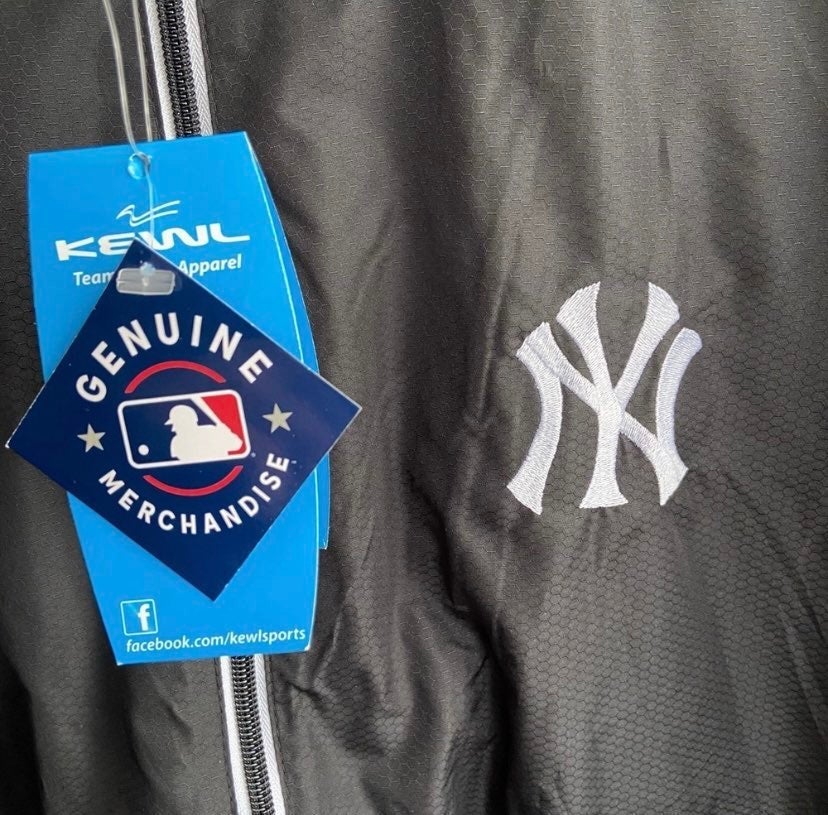 KEWL
Team Apparel
GENUINE
MERCHANDISE
f
facebook.com/kewlsports
NY